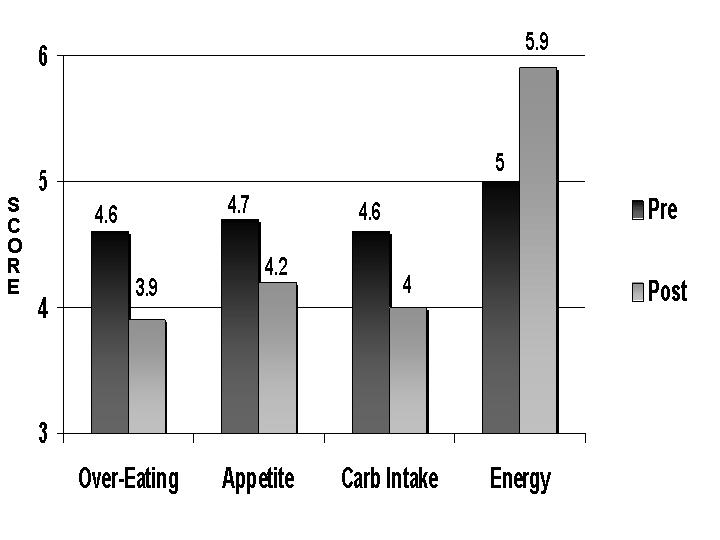 5.9
6
5
5
4.7
4.6
4.6
SCORE
Pre
4.2
3.9
4
Post
4
3
Over-Eating
Appetite
Carb Intake
Energy